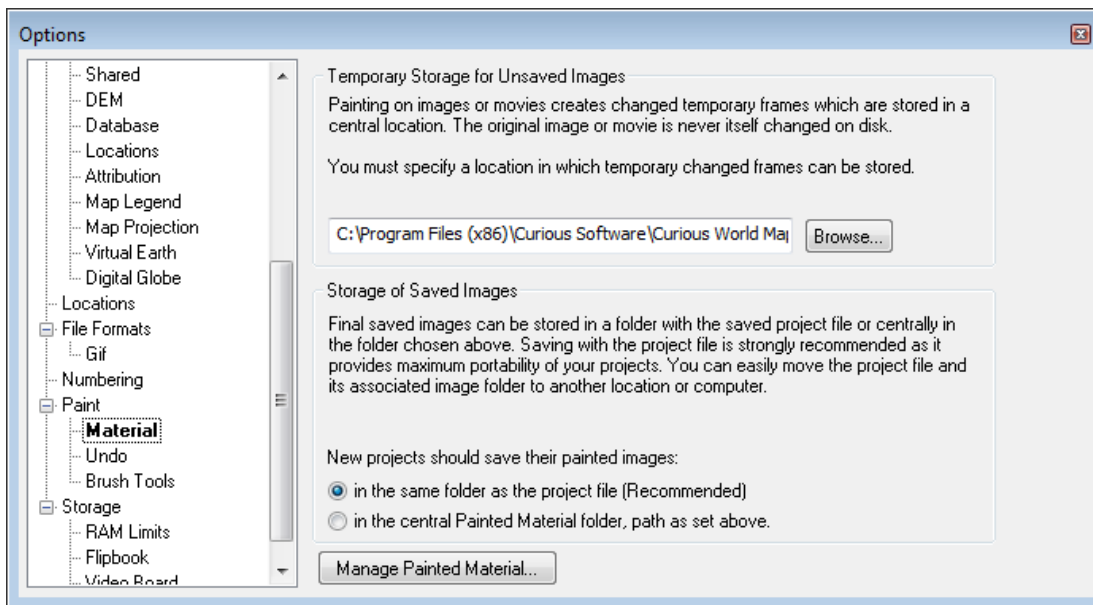 Options
Shared
DEM
Database
Locations
Attribution
Map Legend
Map Projection
Virtual Earth
Digital Globe
Locations
File Formats
Gif
Numbering
Paint
Material
Undo
Brush Tools
Storage
RAM Limits
Flipbook
Video Board
Temporary Storage for Unsaved Images
Painting on images or movies creates changed temporary frames which are stored in a
central location. The original image or movie is never itself changed on disk.
You must specify a location in which temporary changed frames can be stored.
C:\Program Files (x86)\Curious Software\Curious World Map
Browse...
Storage of Saved Images
Final saved images can be stored in a folder with the saved project file or centrally in
the folder chosen above. Saving with the project file is strongly recommended as it
provides maximum portability of your projects. You can easily move the project file and
its associated image folder to another location or computer.
New projects should save their painted images:
in the same folder as the project file (Recommended)
in the central Painted Material folder, path as set above.
Manage Painted Material...